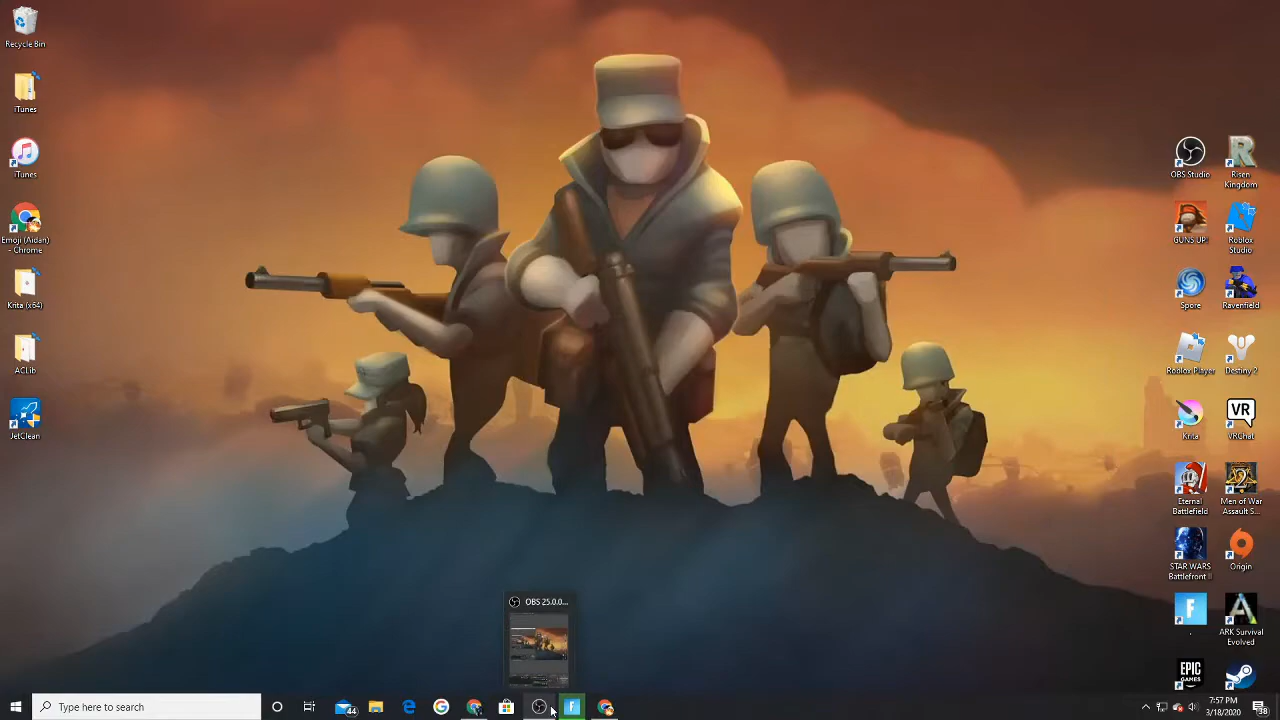 Recycle Bin
iTunes
iTunes
Emoji (Aidan)
- Chrome
Krita (x64)
ACLib
JetClean
OBS Studio
Risen
Kingdom
GUNS UP!
Roblox
Studio
Spore
Ravenfield
Roblox Player
Destiny 2
Krita
VR
VRChat
Eternal
Battlefield
2
Men of War
Assault S...
STAR WARS
Battlefront II
Origin
F
.
ARK Survival
Evolved
EPIC
GAMES
OBS 25.0.0...
Type here to search
44
F
7:57 PM
3/18/2020